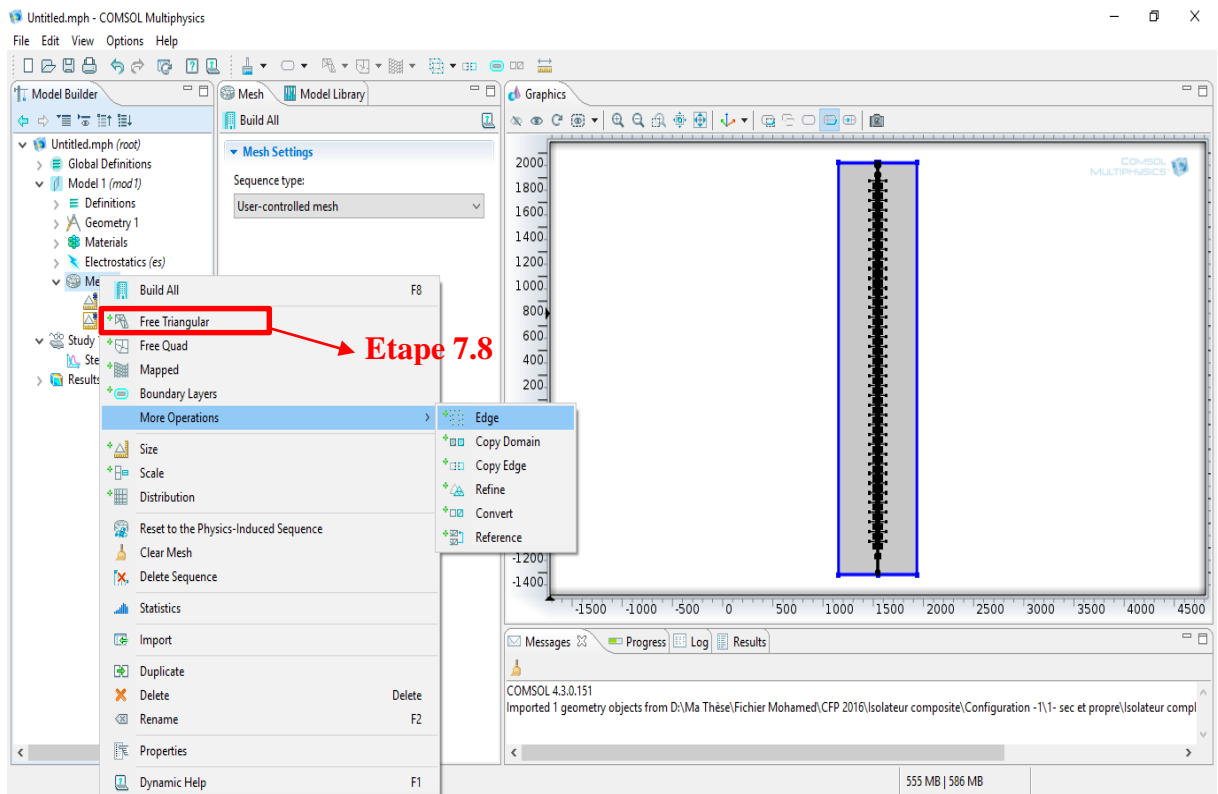 Untitled.mph - COMSOL Multiphysics
File Edit View Options Help
Model Builder
Untitled.mph (root)
Global Definitions
Model 1 (mod1)
Definitions
Geometry 1
Materials
Electrostatics (es)
Me
Study
Ste
Results
Mesh
Model Library
Build All
Mesh Settings
Sequence type:
User-controlled mesh
Build All F8
Free Triangular
Free Quad
Mapped
Boundary Layers
More Operations
Size
Scale
Distribution
Reset to the Physics-Induced Sequence
Clear Mesh
Delete Sequence
Statistics
Import
Duplicate
Delete Delete
Rename F2
Properties
Dynamic Help F1
Edge
Copy Domain
Copy Edge
Refine
Convert
Reference
Etape 7.8
Graphics
COMSOL
MULTIPHYSICS
2000
1800
1600
1400
1200
1000
800
600
400
200
-1200
-1400
-1500 -1000 -500 0 500 1000 1500 2000 2500 3000 3500 4000 4500
Messages Progress Log Results
COMSOL 4.3.0.151
Imported 1 geometry objects from D:\Ma Thèse\Fichier Mohamed\CFP 2016\Isolateur composite\Configuration -1\1- sec et propre\Isolateur compl
555 MB | 586 MB